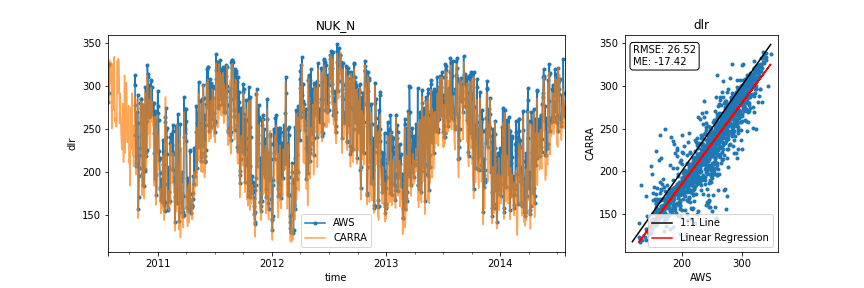 NUK_N
dlr
350
300
250
200
150
dlr
AWS
CARRA
2011
2012
2013
2014
time
dlr
RMSE: 26.52
ME: -17.42
350
300
250
200
150
CARRA
1:1 Line
Linear Regression
200
300
AWS